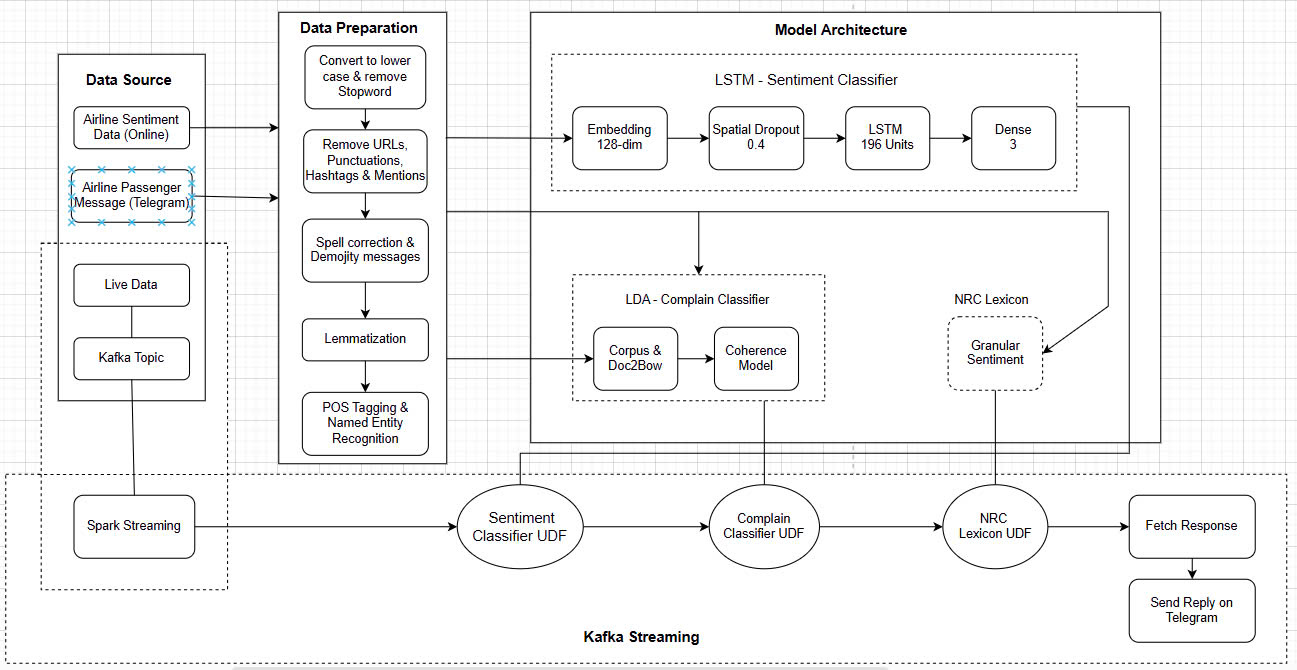 Data Source
Airline Sentiment
Data (Online)
Airline Passenger
Message (Telegram)
Live Data
Kafka Topic
Spark Streaming
Data Preparation
Convert to lower
case & remove
Stopword
Remove URLs,
Punctuations,
Hashtags & Mentions
Spell correction &
Demojity messages
Lemmatization
POS Tagging &
Named Entity
Recognition
Model Architecture
LSTM - Sentiment Classifier
Embedding
128-dim
Spatial Dropout
0.4
LSTM
196 Units
Dense
3
LDA - Complain Classifier
Corpus &
Doc2Bow
Coherence
Model
NRC Lexicon
Granular
Sentiment
Sentiment
Classifier UDF
Complain
Classifier UDF
NRC
Lexicon UDF
Fetch Response
Send Reply on
Telegram
Kafka Streaming